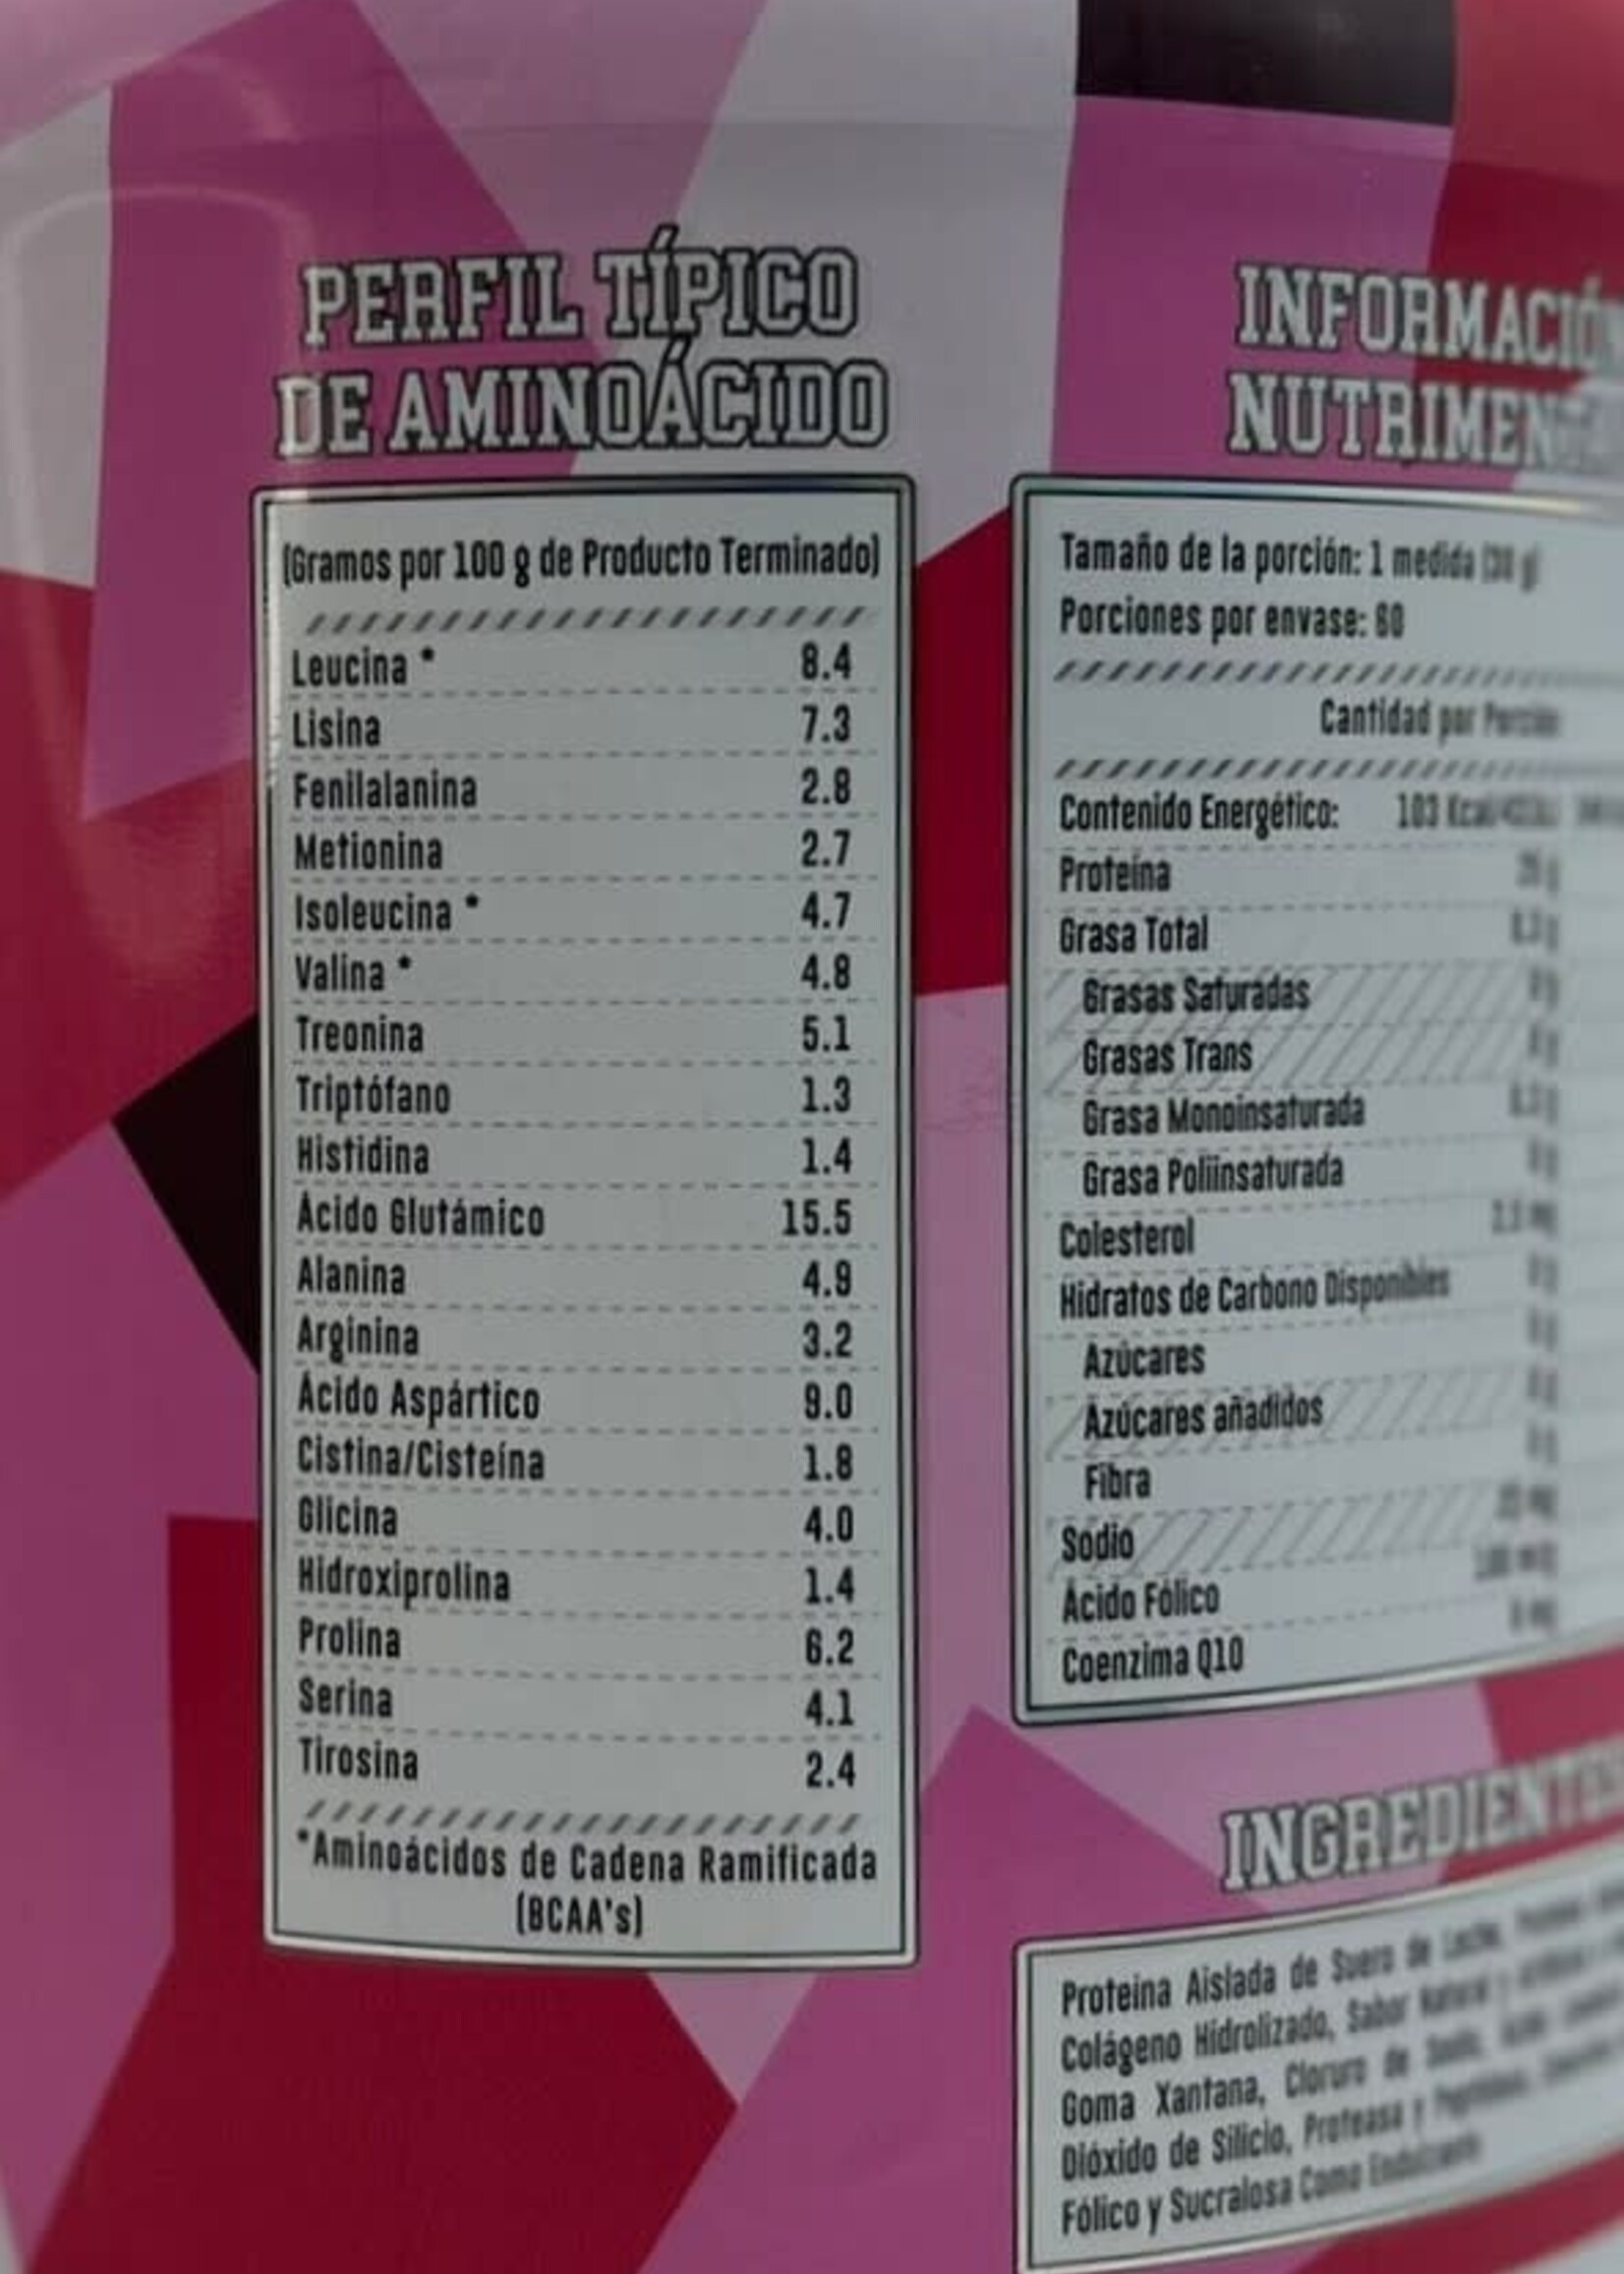 PERFIL TÍPICO
DE AMINOÁCIDO
(Gramos por 100 g de Producto Terminado)
Leucina * 8.4
Lisina 7.3
Fenilalanina 2.8
Metionina 2.7
Isoleucina * 4.7
Valina * 4.8
Treonina 5.1
Triptófano 1.3
Histidina 1.4
Ácido Glutámico 15.5
Alanina 4.9
Arginina 3.2
Ácido Aspártico 9.0
Cistina/Cisteína 1.8
Glicina 4.0
Hidroxiprolina 1.4
Prolina 6.2
Serina 4.1
Tirosina 2.4
*Aminoácidos de Cadena Ramificada
(BCAA's)
INFORMACIÓN
NUTRIMEN
Tamaño de la porción: 1 medida
Porciones por envase: 60
Cantidad por Porción
Contenido Energético: 103 Kcal
Proteína
Grasa Total
Grasas Saturadas
Grasas Trans
Grasa Monoinsaturada
Grasa Poliinsaturada
Colesterol
Hidratos de Carbono Disponibles
Azúcares
Azúcares añadidos
Fibra
Sodio
Ácido Fólico
Coenzima Q10
INGREDIENTES
Proteina Aislada de Suero de Leche,
Colágeno Hidrolizado, Sabor Natural y
Goma Xantana, Cloruro de Sodio,
Dióxido de Silicio, Proteasa y
Fólico y Sucralosa Como Endulzante